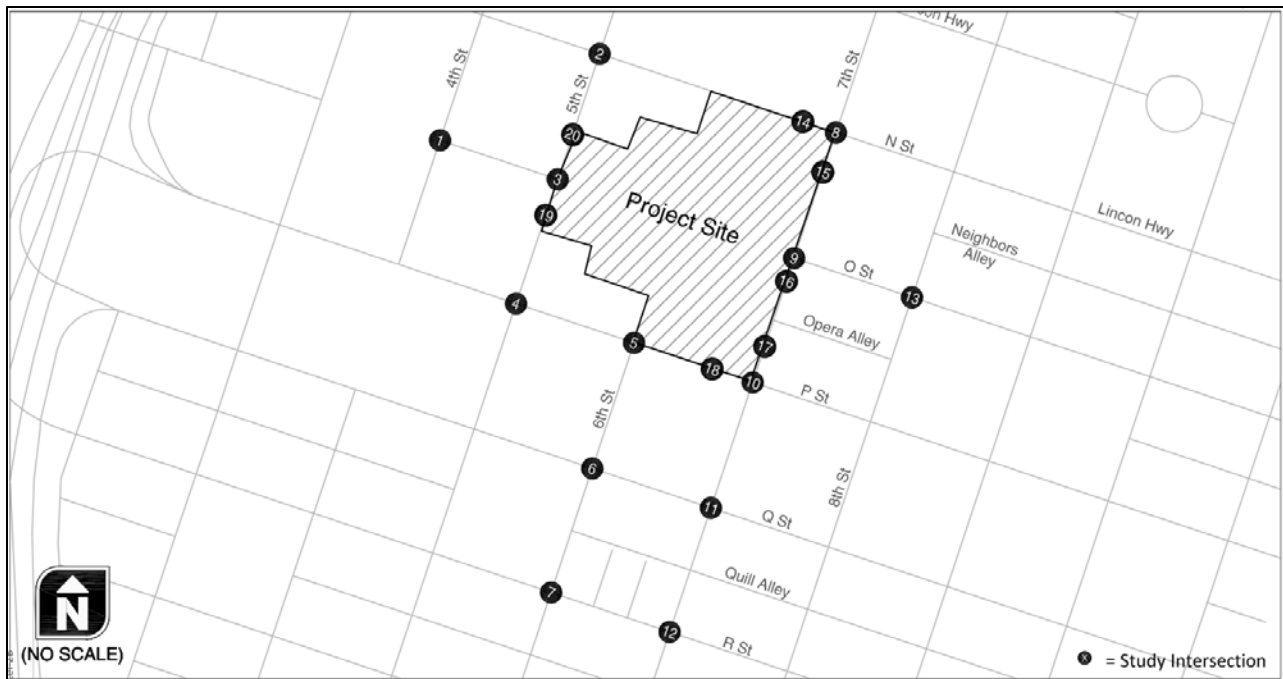 con Hwy
2
4th St
5th St
7th St
1
20
14
8
N St
3
15
19
Project Site
Lincon Hwy
Neighbors
Alley
9
O St
16
13
4
Opera Alley
5
17
18
10
P St
6th St
6
8th St
11
Q St
Quill Alley
7
12
R St
N
(NO SCALE)
x = Study Intersection